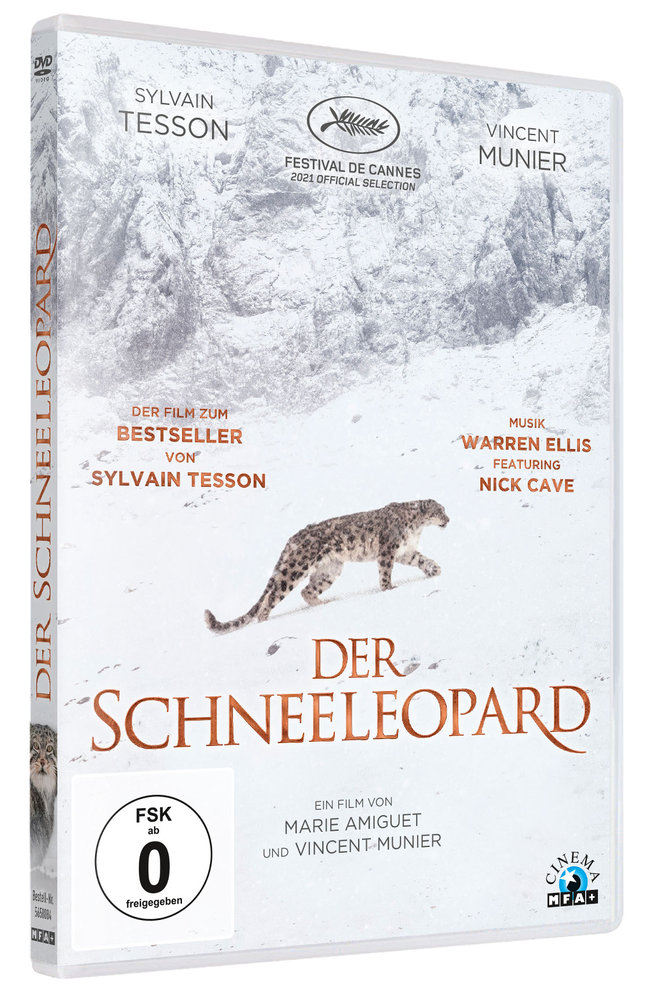 DVD
VIDEO
DER SCHNEELEOPARD
Bestell-Nr.
5658084
MFA+
SYLVAIN
TESSON
FESTIVAL DE CANNES
2021 OFFICIAL SELECTION
VINCENT
MUNIER
DER FILM ZUM
BESTSELLER
VON
SYLVAIN TESSON
MUSIK
WARREN ELLIS
FEATURING
NICK CAVE
DER
SCHNEELEOPARD
FSK
ab
0
freigegeben
EIN FILM VON
MARIE AMIGUET
UND VINCENT MUNIER
CINEMA
MFA+